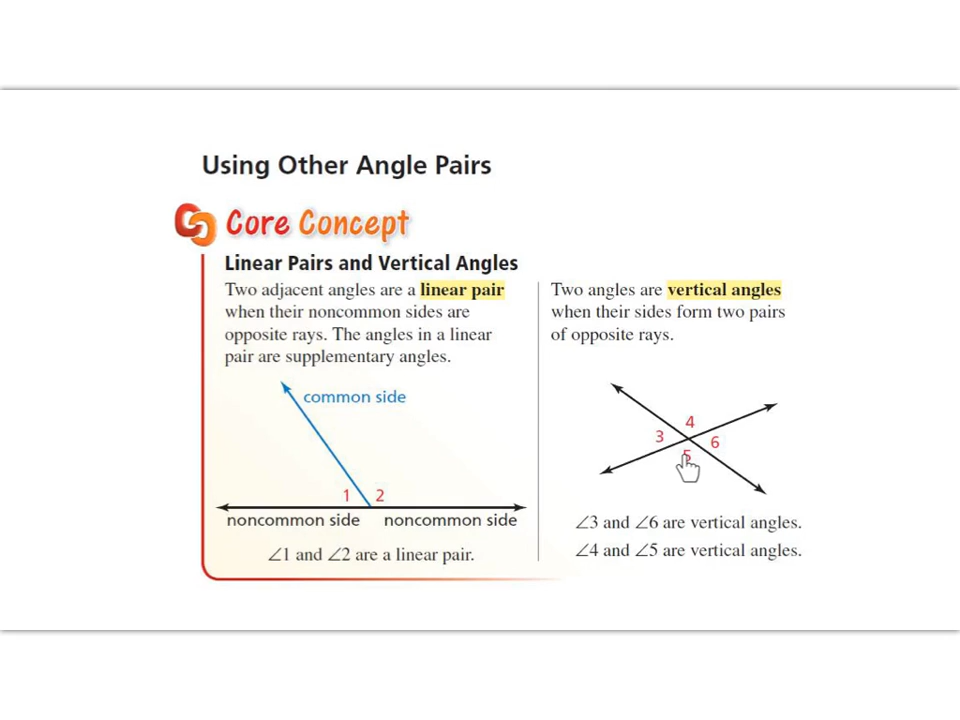 Using Other Angle Pairs
Core Concept
Linear Pairs and Vertical Angles
Two adjacent angles are a linear pair
when their noncommon sides are
opposite rays. The angles in a linear
pair are supplementary angles.
common side
1 2
noncommon side noncommon side
∠1 and ∠2 are a linear pair.
Two angles are vertical angles
when their sides form two pairs
of opposite rays.
4
3 6
5
∠3 and ∠6 are vertical angles.
∠4 and ∠5 are vertical angles.